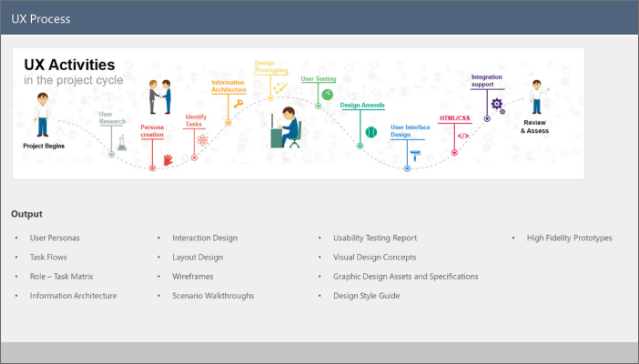 UX Process
UX Activities
in the project cycle
Project Begins
User
Research
Persona
creation
Identify
Tasks
Information
Architecture
Design
Prototyping
User Testing
Design Amends
User Interface
Design
HTML/CSS
</>
Integration
support
Review
& Assess
Output
• User Personas
• Task Flows
• Role – Task Matrix
• Information Architecture
• Interaction Design
• Layout Design
• Wireframes
• Scenario Walkthroughs
• Usability Testing Report
• Visual Design Concepts
• Graphic Design Assets and Specifications
• Design Style Guide
• High Fidelity Prototypes